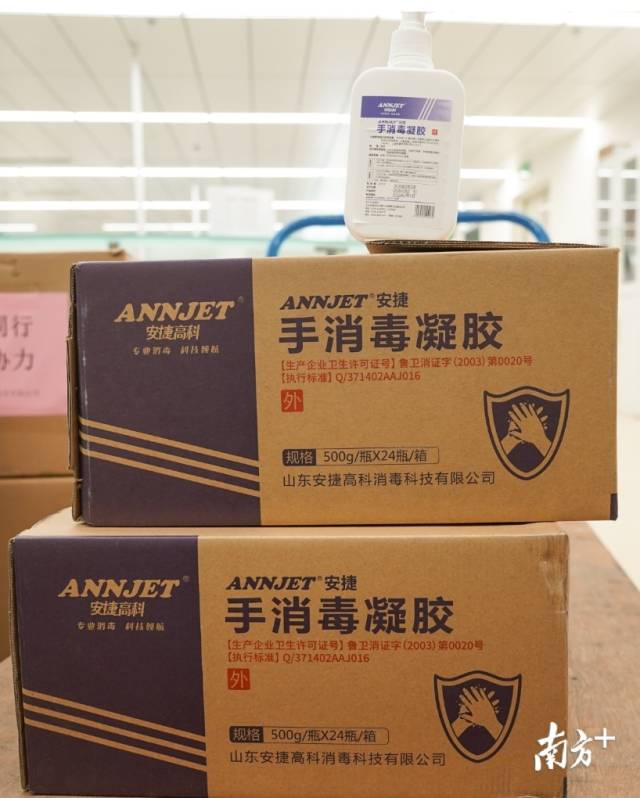 ANNJET®
ANNJET® 安捷
手消毒凝胶
同行
协力
ANNJET®
安捷高科
专业消毒 科技领航
ANNJET® 安捷
手消毒凝胶
【生产企业卫生许可证号】鲁卫消证字(2003)第0020号
【执行标准】Q/371402AAJ016
外
规格 500g/瓶X24瓶/箱
山东安捷高科消毒科技有限公司
ANNJET®
安捷高科
专业消毒 科技领航
ANNJET® 安捷
手消毒凝胶
【生产企业卫生许可证号】鲁卫消证字(2003)第0020号
【执行标准】Q/371402AAJ016
外
规格 500g/瓶X24瓶/箱
山东安捷高科消毒科技有限公司
南方+